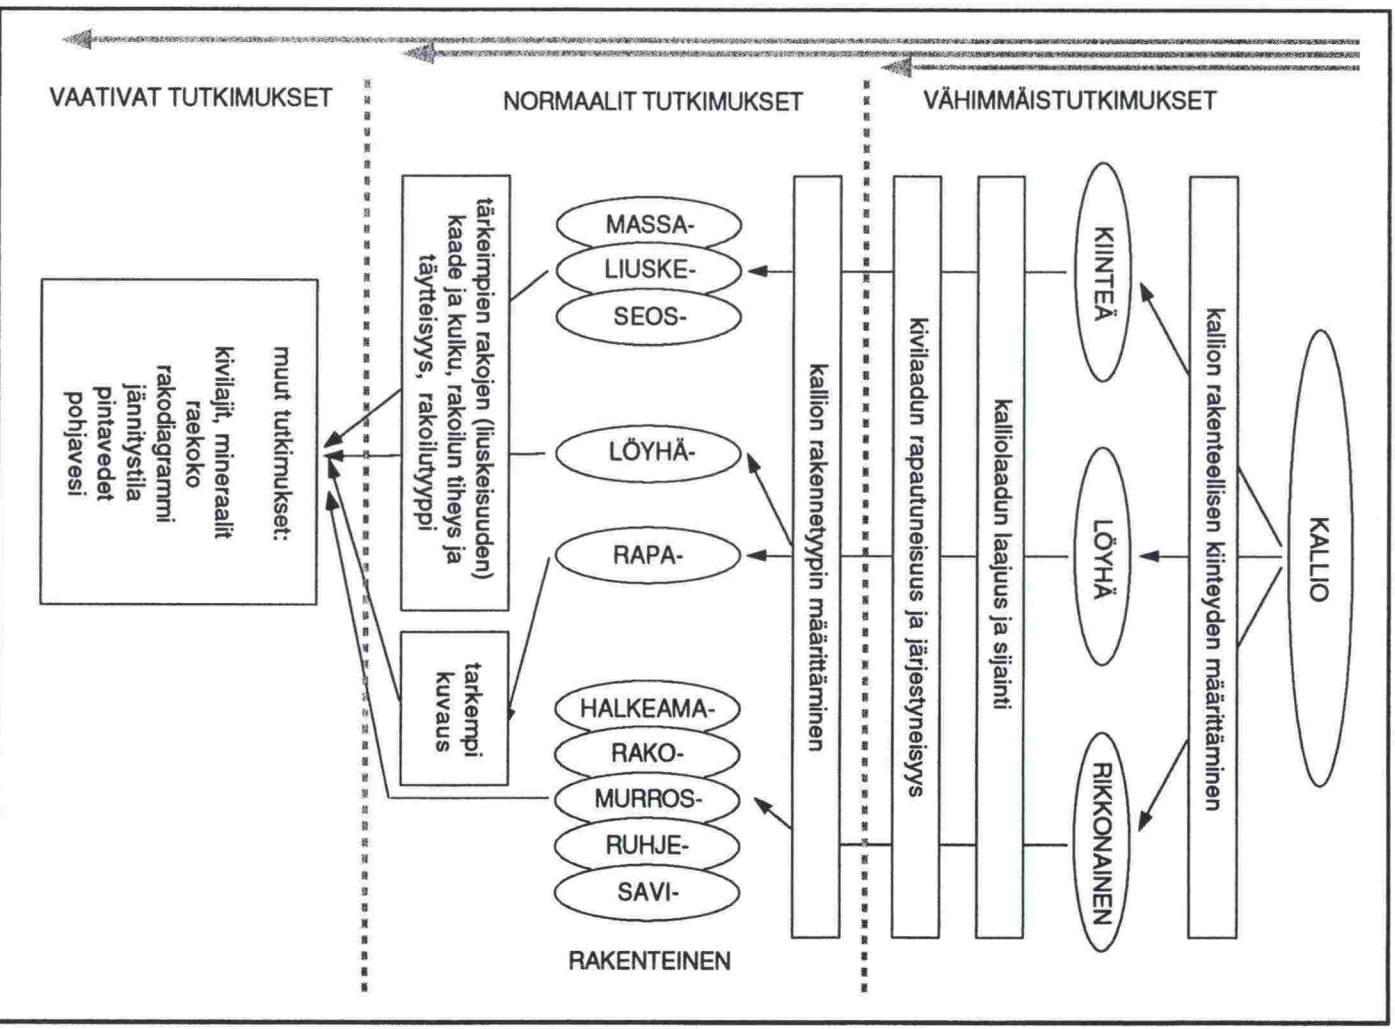 VAATIVAT TUTKIMUKSET
NORMAALIT TUTKIMUKSET
VÄHIMMÄISTUTKIMUKSET
KALLIO
kallion rakenteellisen kiinteyden määrittäminen
KIINTEÄ
LÖYHÄ
RIKKONAINEN
kalliolaadun laajuus ja sijainti
kivilaadun rapautuneisuus ja järjestyneisyys
kallion rakennetyypin määrittäminen
MASSA-
LIUSKE-
SEOS-
LÖYHÄ-
RAPA-
HALKEAMA-
RAKO-
MURROS-
RUHJE-
SAVI-
RAKENTEINEN
tärkeimpien rakojen (liuskeisuuden)
kaade ja kulku, rakoilun tiheys ja
täytteisyys, rakoilutyyppi
tarkempi
kuvaus
muut tutkimukset:
kivilajit, mineraalit
raekoko
rakodiagrammi
jännitystila
pintavedet
pohjavesi